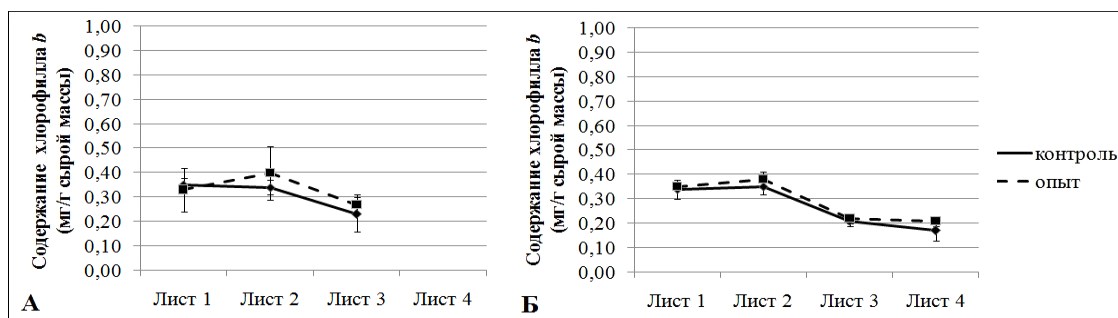 Содержание хлорофилла b
(мг/г сырой массы)
1,00
0,90
0,80
0,70
0,60
0,50
0,40
0,30
0,20
0,10
0,00
Лист 1 Лист 2 Лист 3 Лист 4
А
Содержание хлорофилла b
(мг/г сырой массы)
1,00
0,90
0,80
0,70
0,60
0,50
0,40
0,30
0,20
0,10
0,00
Лист 1 Лист 2 Лист 3 Лист 4
Б
контроль
опыт